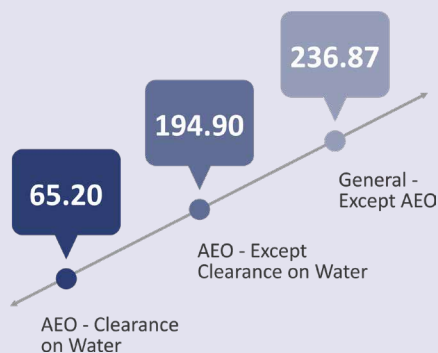 236.87
194.90
65.20
General -
Except AEO
AEO - Except
Clearance on Water
AEO - Clearance
on Water